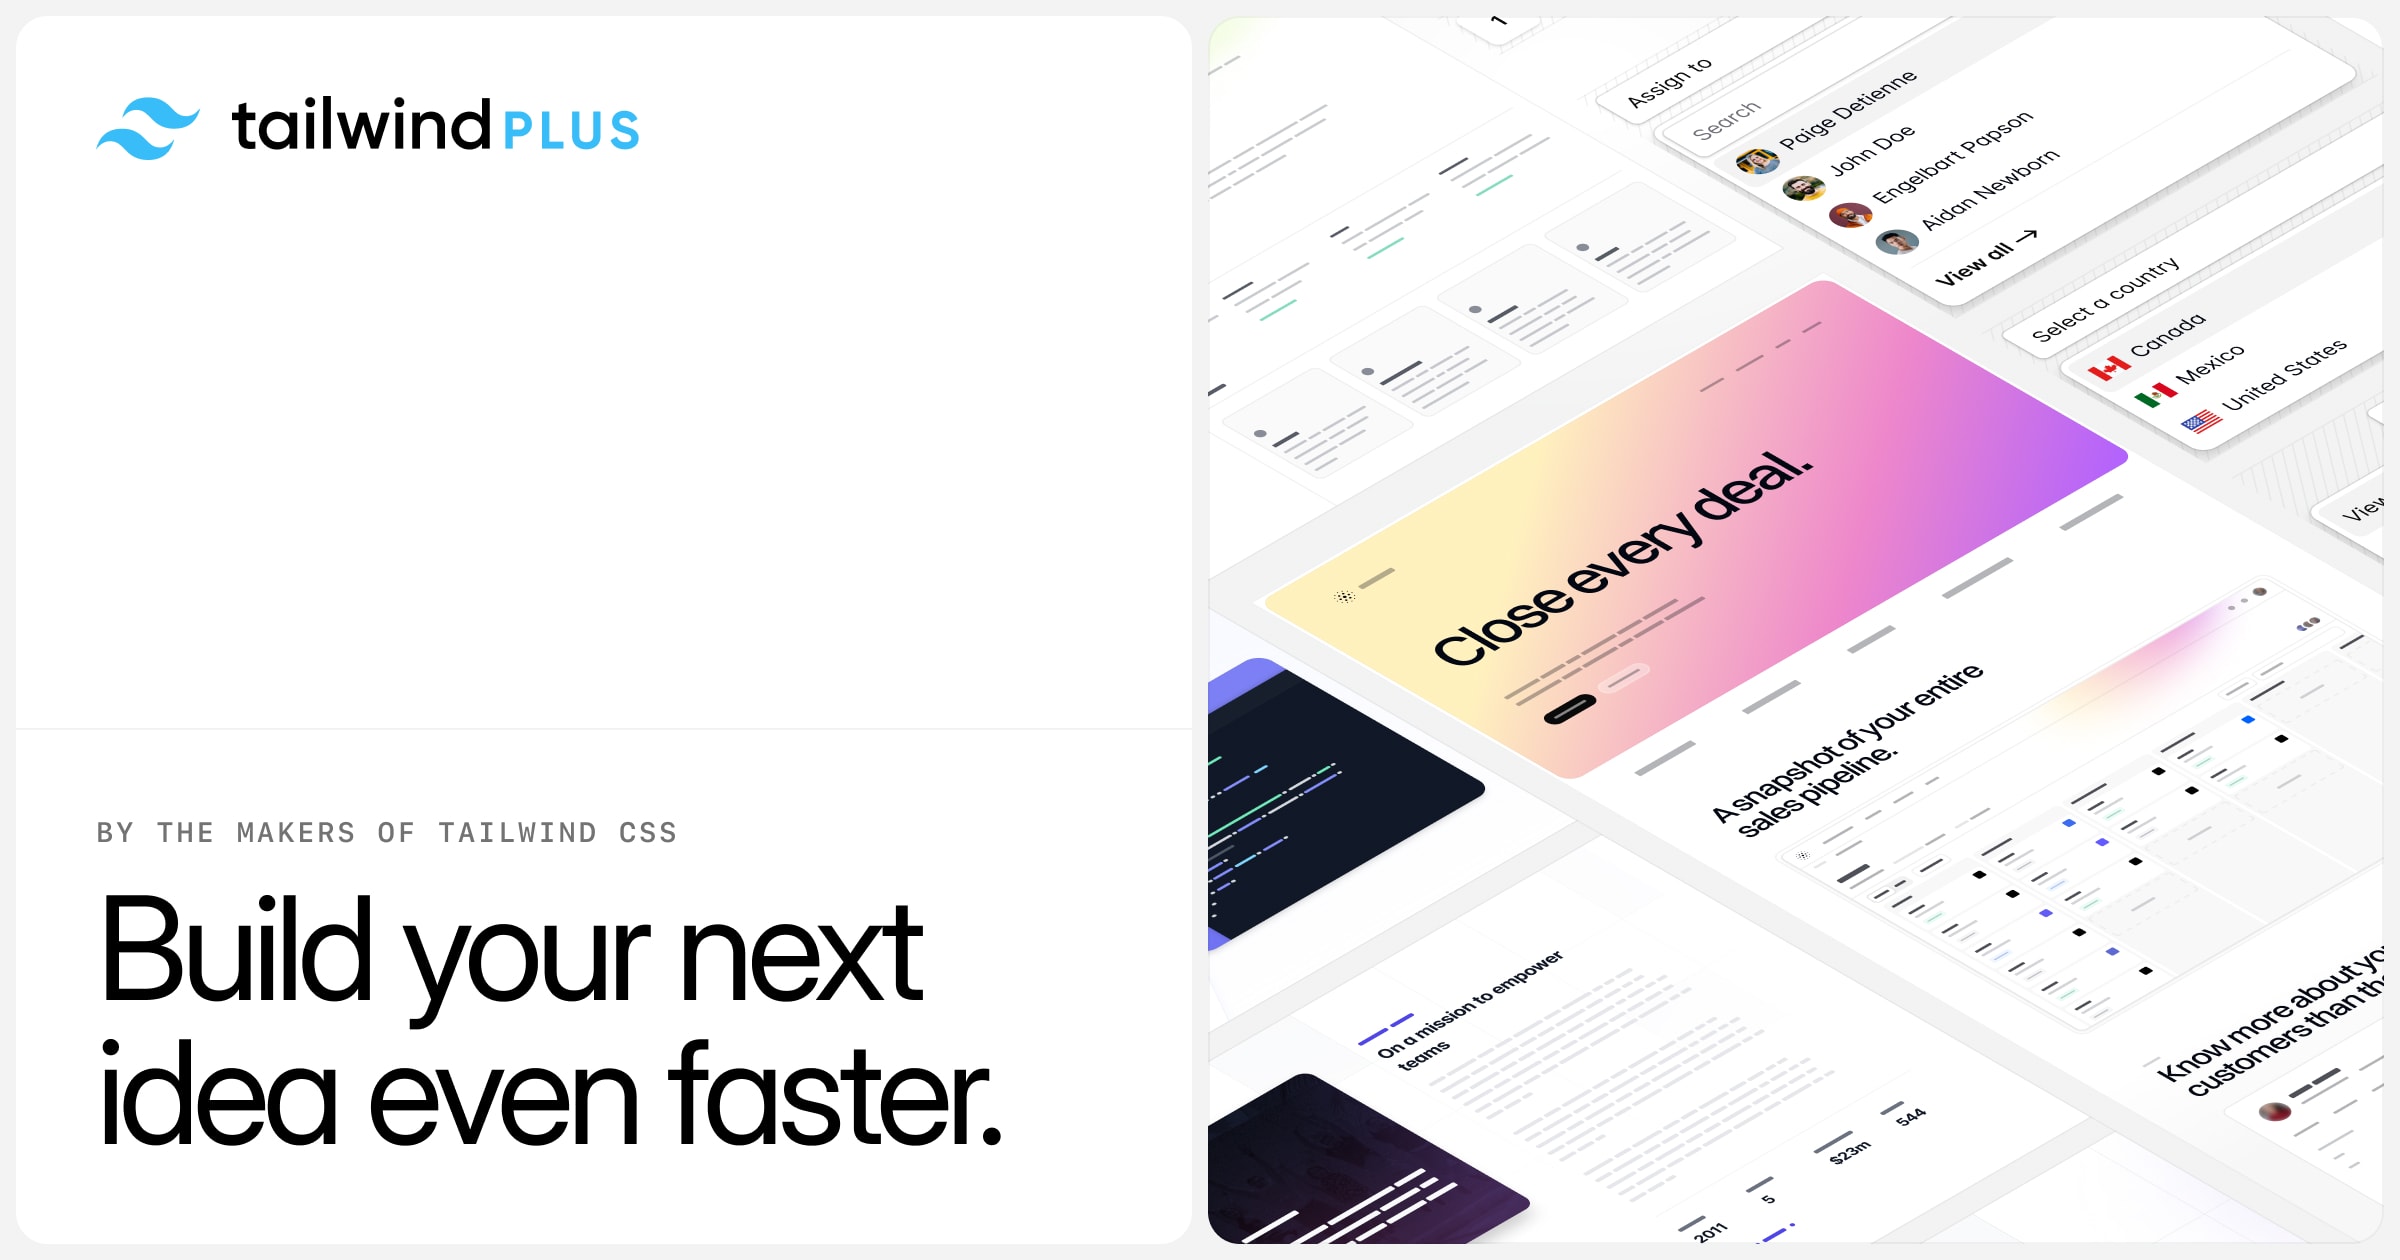 tailwind PLUS
BY THE MAKERS OF TAILWIND CSS
Build your next
idea even faster.
1
Assign to
Search
Paige Detienne
John Doe
Engelbart Papson
Aidan Newborn
View all →
Select a country
Canada
Mexico
United States
View
Close every deal.
A snapshot of your entire
sales pipeline.
Know more about yo
customers than th
On a mission to empower
teams
2011
5
$23m
544